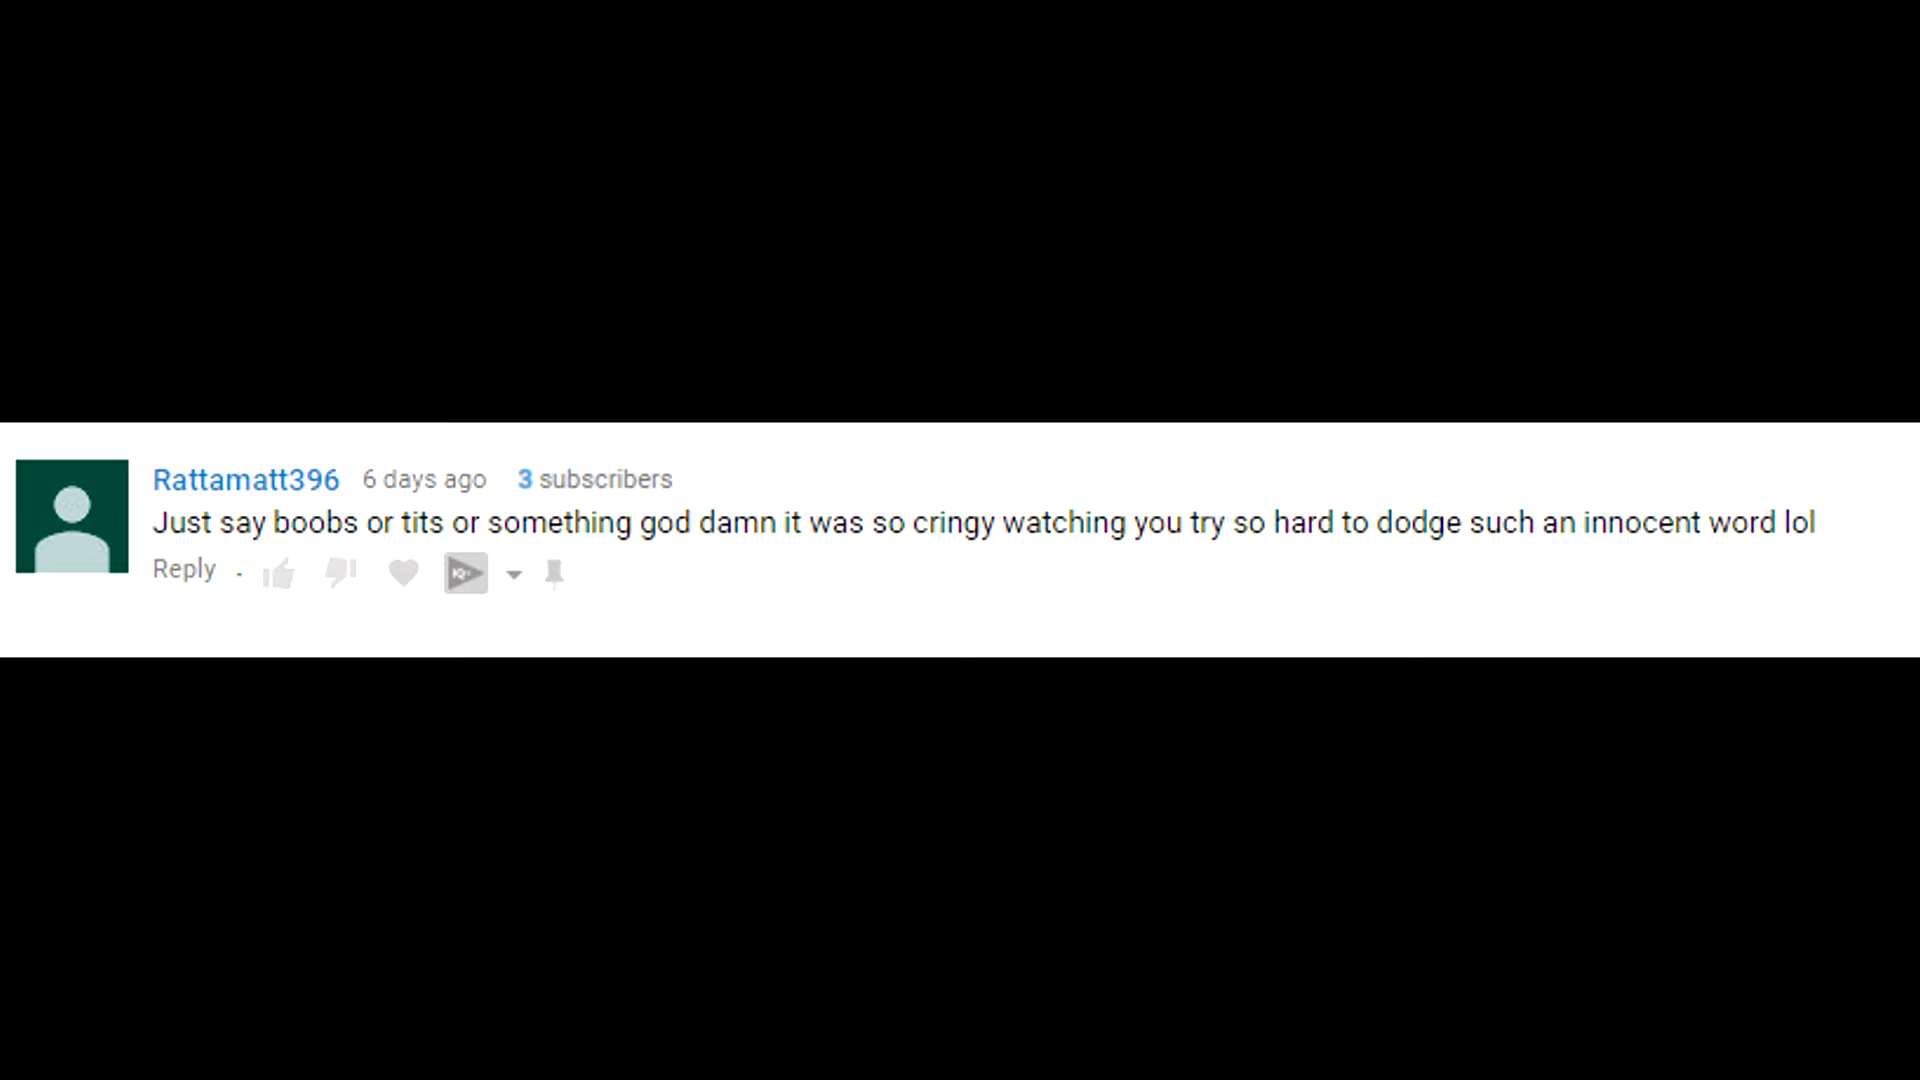 Rattamatt396 6 days ago 3 subscribers
Just say boobs or tits or something god damn it was so cringy watching you try so hard to dodge such an innocent word lol
Reply .